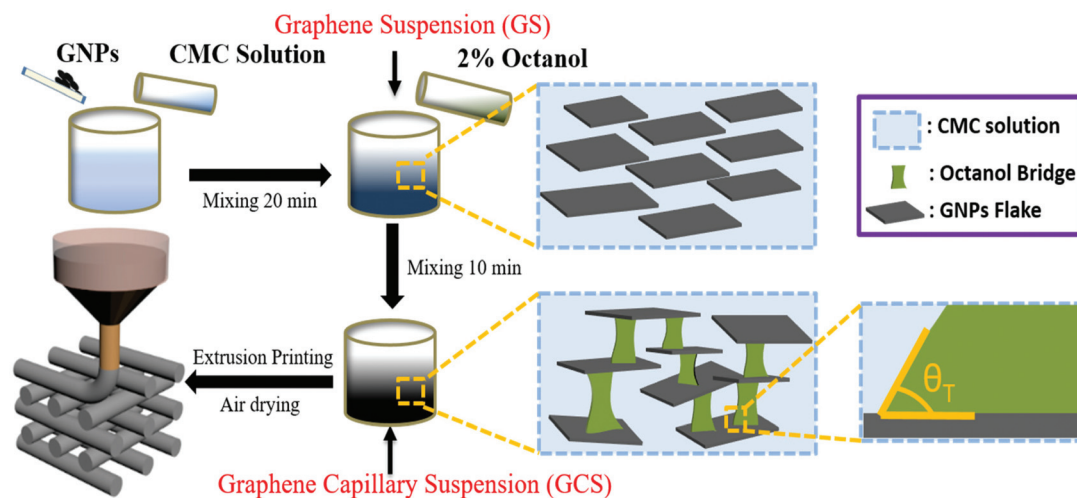 Graphene Suspension (GS)
GNPs
CMC Solution
2% Octanol
Mixing 20 min
Mixing 10 min
Extrusion Printing
Air drying
Graphene Capillary Suspension (GCS)
: CMC solution
: Octanol Bridge
: GNPs Flake
θT